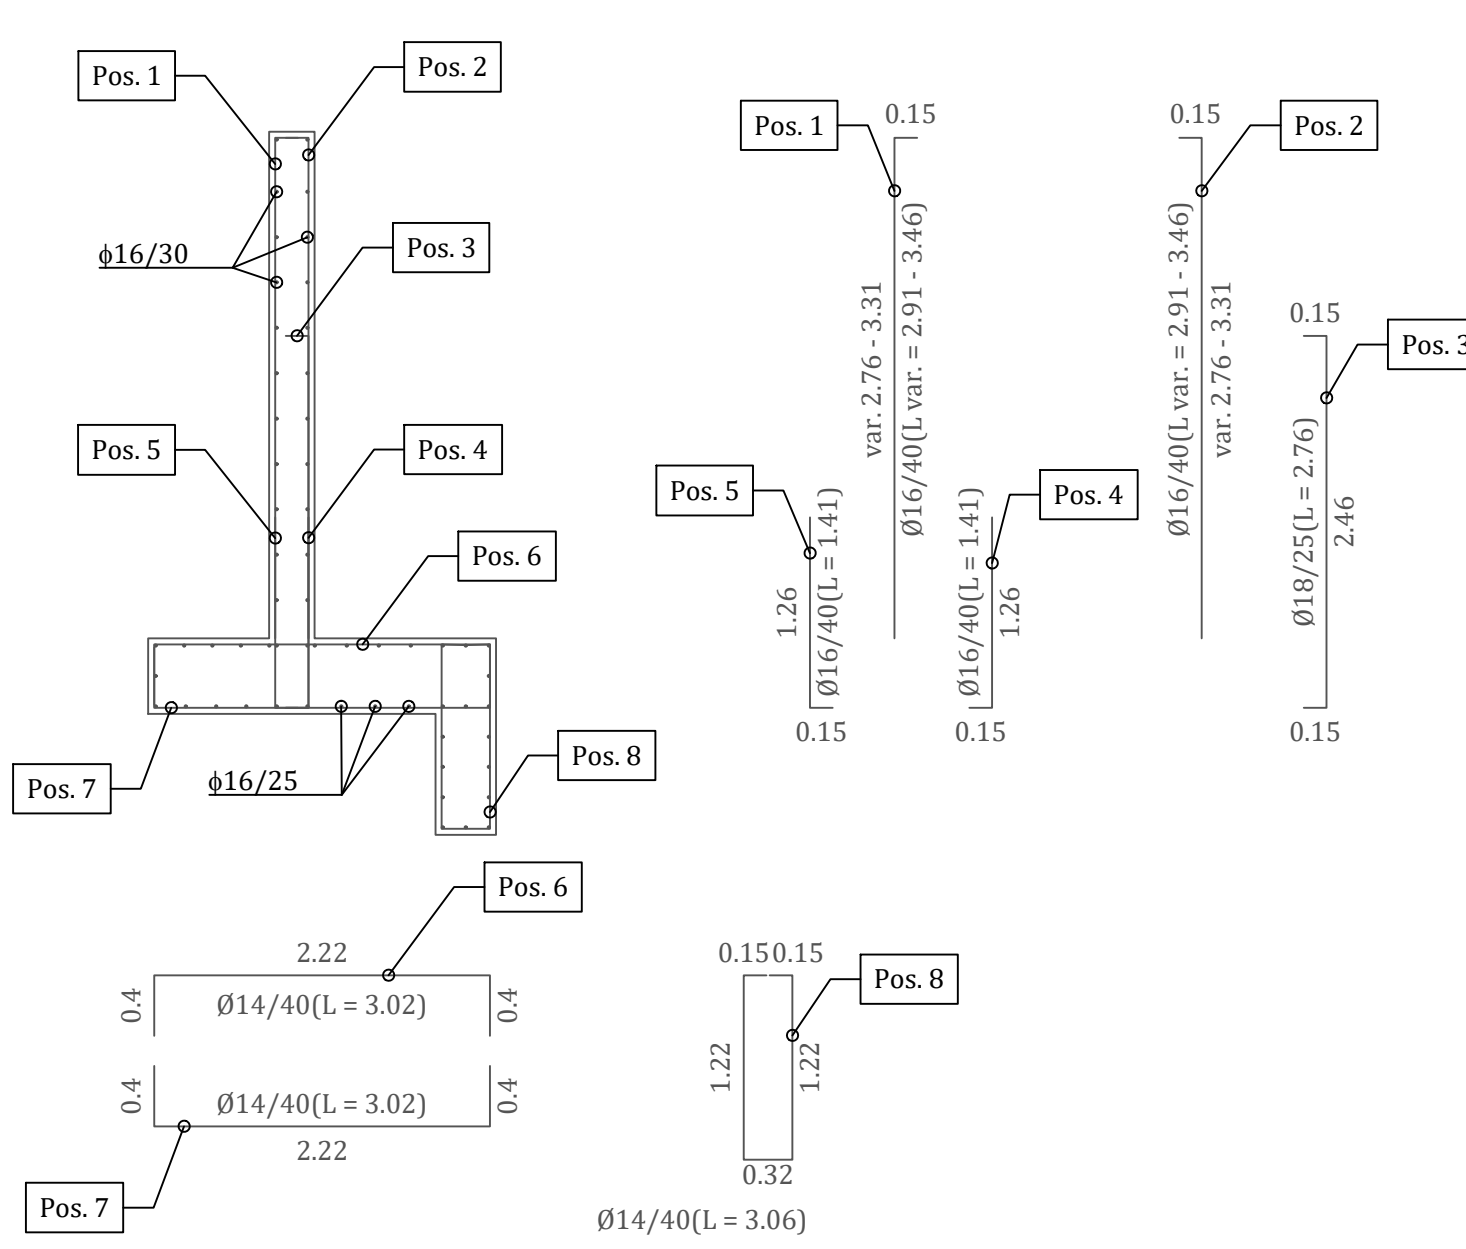 Pos. 1
Pos. 2
ϕ16/30
Pos. 3
Pos. 5
Pos. 4
Pos. 6
Pos. 7
ϕ16/25
Pos. 8
Pos. 1
0.15
var. 2.76 - 3.31
Ø16/40(L var. = 2.91 - 3.46)
0.15
Pos. 2
Ø16/40(L var. = 2.91 - 3.46)
var. 2.76 - 3.31
0.15
Pos. 3
Ø18/25(L = 2.76)
2.46
0.15
Pos. 5
1.26
Ø16/40(L = 1.41)
0.15
Pos. 4
Ø16/40(L = 1.41)
1.26
0.15
Pos. 6
2.22
0.4
Ø14/40(L = 3.02)
0.4
0.4
Ø14/40(L = 3.02)
0.4
2.22
Pos. 7
0.15 0.15
Pos. 8
1.22
1.22
0.32
Ø14/40(L = 3.06)